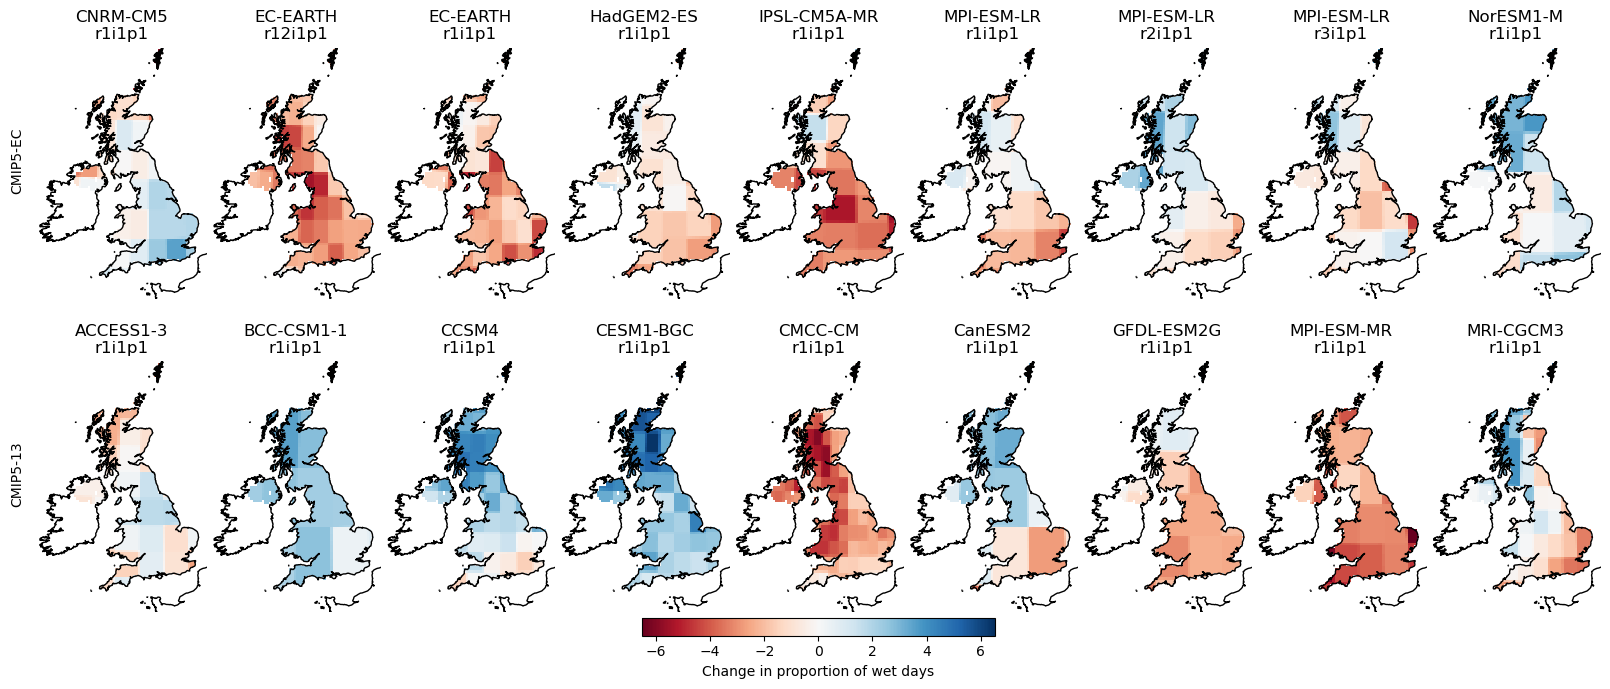 CNRM-CM5 EC-EARTH EC-EARTH HadGEM2-ES IPSL-CM5A-MR MPI-ESM-LR MPI-ESM-LR MPI-ESM-LR NorESM1-M
r1i1p1 r12i1p1 r1i1p1 r1i1p1 r1i1p1 r1i1p1 r2i1p1 r3i1p1 r1i1p1
CMIP5-EC
ACCESS1-3 BCC-CSM1-1 CCSM4 CESM1-BGC CMCC-CM CanESM2 GFDL-ESM2G MPI-ESM-MR MRI-CGCM3
r1i1p1 r1i1p1 r1i1p1 r1i1p1 r1i1p1 r1i1p1 r1i1p1 r1i1p1 r1i1p1
CMIP5-13
−6 −4 −2 0 2 4 6
Change in proportion of wet days